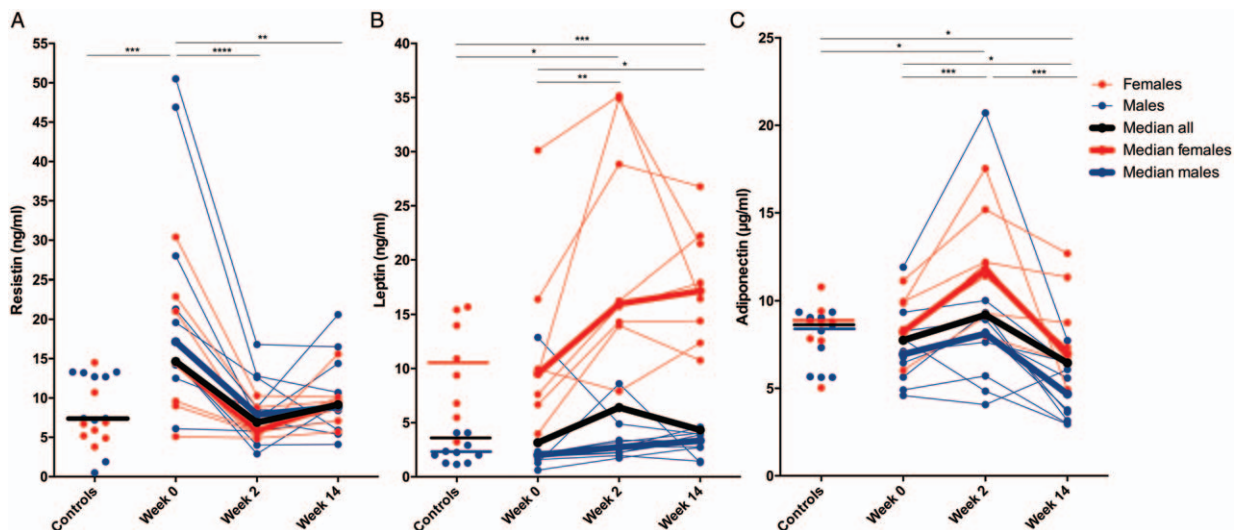 A
Resistin (ng/ml)
55
50
45
40
35
30
25
20
15
10
5
0
***
****
**
Controls
Week 0
Week 2
Week 14
B
Leptin (ng/ml)
40
35
30
25
20
15
10
5
0
***
*
*
**
Controls
Week 0
Week 2
Week 14
C
Adiponectin (µg/ml)
25
20
15
10
5
0
*
*
*
***
***
Controls
Week 0
Week 2
Week 14
Females
Males
Median all
Median females
Median males